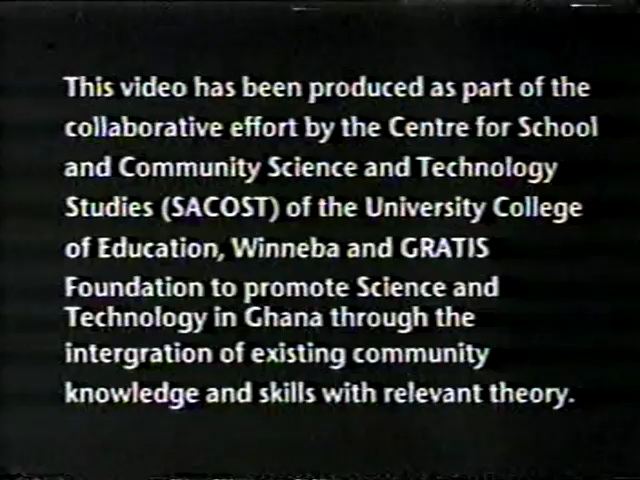 This video has been produced as part of the
collaborative effort by the Centre for School
and Community Science and Technology
Studies (SACOST) of the University College
of Education, Winneba and GRATIS
Foundation to promote Science and
Technology in Ghana through the
intergration of existing community
knowledge and skills with relevant theory.